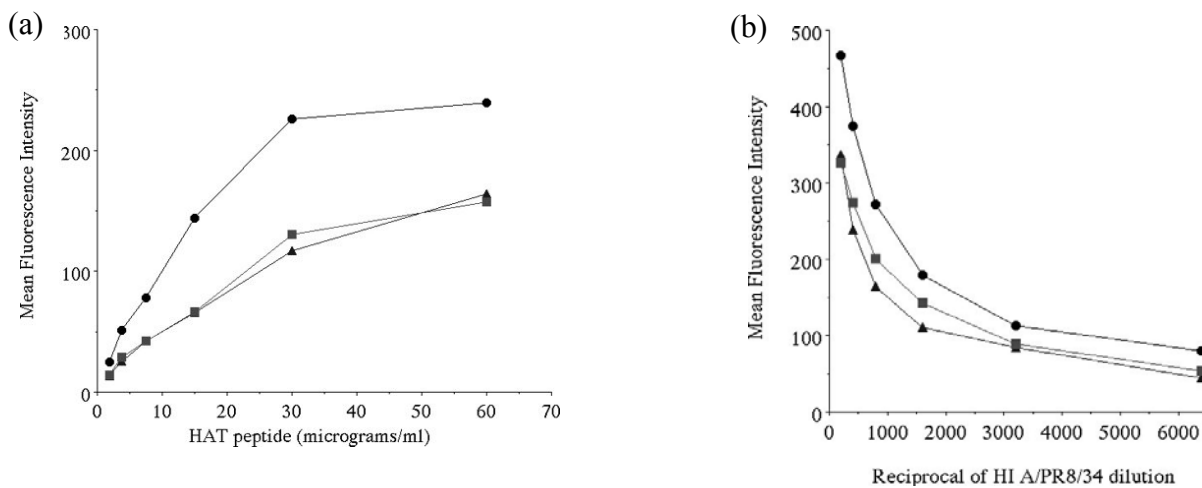 (a)
300
200
100
0
Mean Fluorescence Intensity
0 10 20 30 40 50 60 70
HAT peptide (micrograms/ml)
(b)
500
400
300
200
100
0
Mean Fluorescence Intensity
0 1000 2000 3000 4000 5000 6000
Reciprocal of HI A/PR8/34 dilution